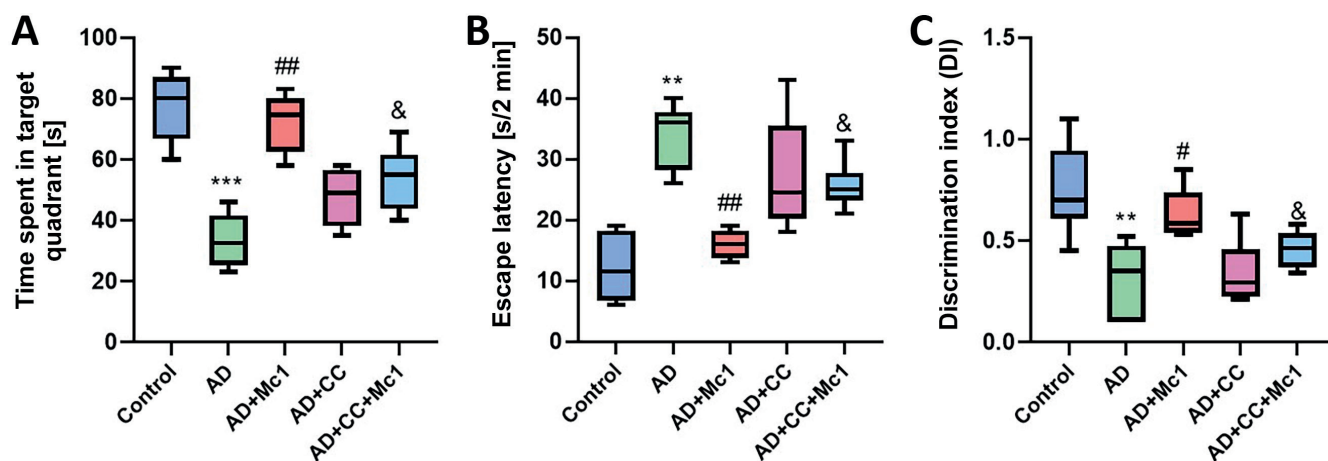 A
Time spent in target
quadrant [s]
100
80
60
40
20
0
***
##
&
Control
AD
AD+Mc1
AD+CC
AD+CC+Mc1
B
Escape latency [s/2 min]
50
40
30
20
10
0
**
##
&
Control
AD
AD+Mc1
AD+CC
AD+CC+Mc1
C
Discrimination index (DI)
1.5
1.0
0.5
0.0
**
#
&
Control
AD
AD+Mc1
AD+CC
AD+CC+Mc1